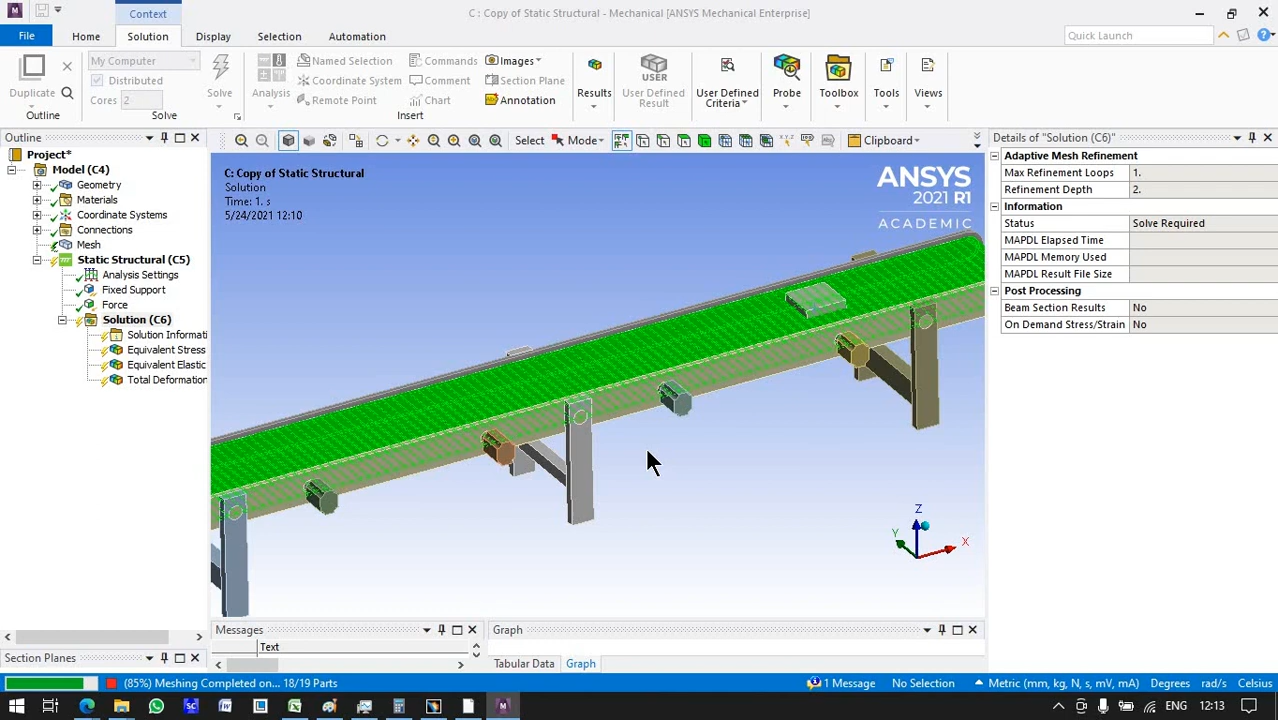 Context
C : Copy of Static Structural - Mechanical [ANSYS Mechanical Enterprise]
File
Home
Solution
Display
Selection
Automation
Quick Launch
Duplicate
Outline
My Computer
Distributed
Cores 2
Solve
Solve
Analysis
Named Selection
Coordinate System
Remote Point
Commands
Comment
Chart
Images
Section Plane
Annotation
Insert
Results
USER
User Defined
Result
User Defined
Criteria
Probe
Toolbox
Tools
Views
Outline
Select
Mode
Clipboard
Details of "Solution (C6)"
Project*
Model (C4)
Geometry
Materials
Coordinate Systems
Connections
Mesh
Static Structural (C5)
Analysis Settings
Fixed Support
Force
Solution (C6)
Solution Informati
Equivalent Stress
Equivalent Elastic
Total Deformation
C: Copy of Static Structural
Solution
Time: 1. s
5/24/2021 12:10
ANSYS
2021 R1
ACADEMIC
Z
Y
X
Adaptive Mesh Refinement
Max Refinement Loops 1.
Refinement Depth 2.
Information
Status Solve Required
MAPDL Elapsed Time
MAPDL Memory Used
MAPDL Result File Size
Post Processing
Beam Section Results No
On Demand Stress/Strain No
Messages
Text
Graph
Tabular Data
Graph
Section Planes
(85%) Meshing Completed on... 18/19 Parts
1 Message
No Selection
Metric (mm, kg, N, s, mV, mA)
Degrees
rad/s
Celsius
ENG
12:13